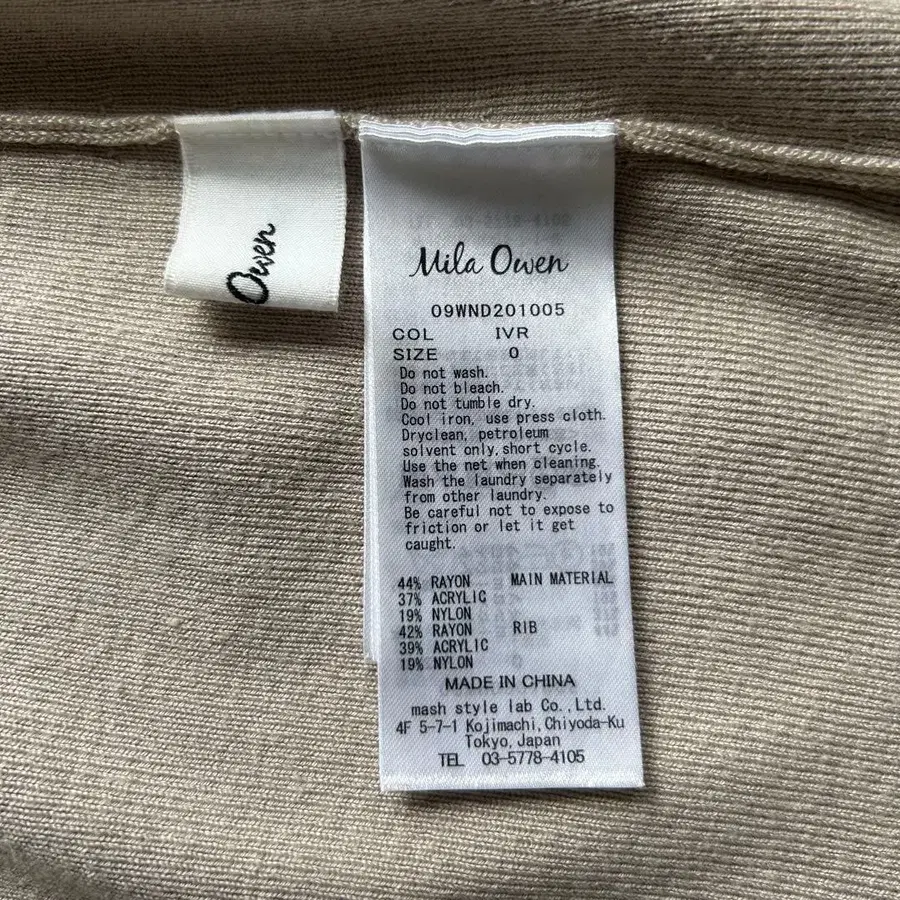 Owen
Mila Owen
09WND201005
COL IVR
SIZE 0
Do not wash.
Do not bleach.
Do not tumble dry.
Cool iron, use press cloth.
Dryclean, petroleum
solvent only,short cycle.
Use the net when cleaning.
Wash the laundry separately
from other laundry.
Be careful not to expose to
friction or let it get
caught.
44% RAYON MAIN MATERIAL
37% ACRYLIC
19% NYLON
42% RAYON RIB
39% ACRYLIC
19% NYLON
MADE IN CHINA
mash style lab Co.,Ltd.
4F 5-7-1 Kojimachi,Chiyoda-Ku
Tokyo,Japan
TEL 03-5778-4105